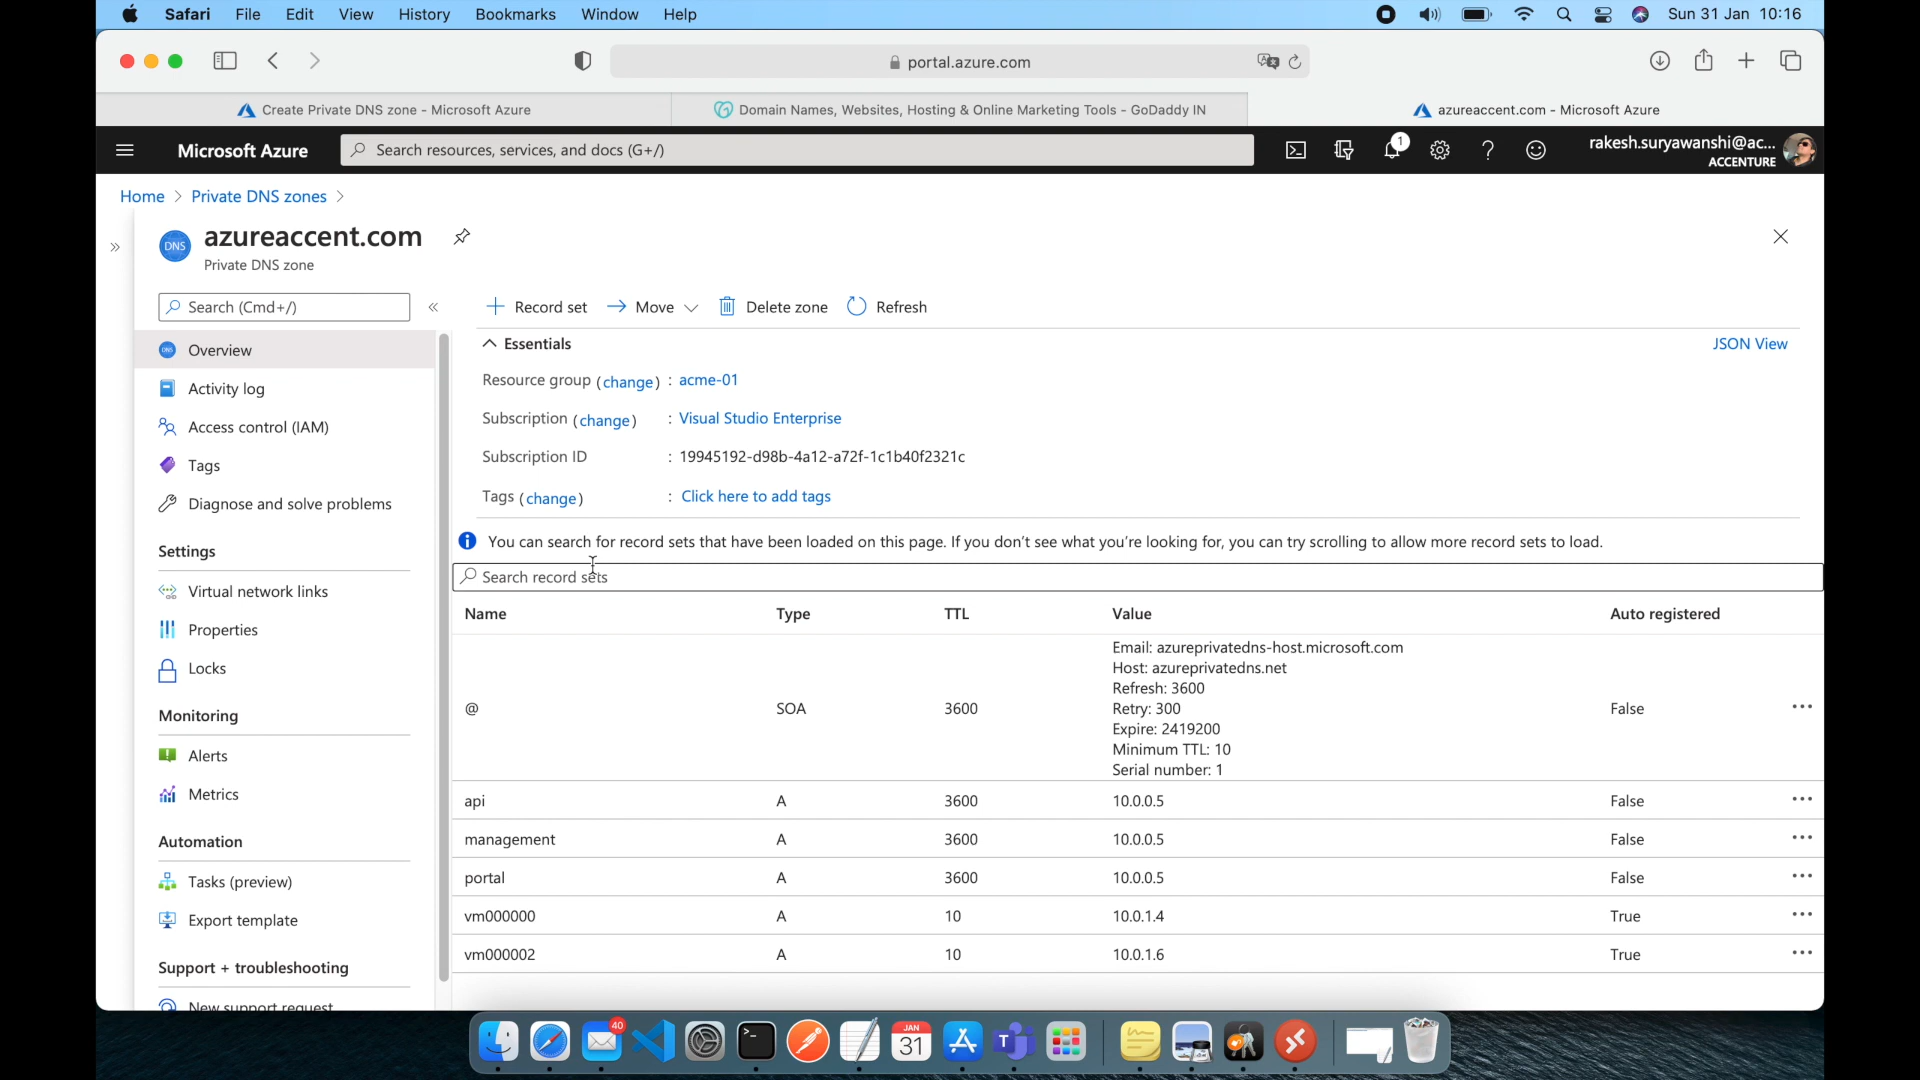 Safari File Edit View History Bookmarks Window Help Sun 31 Jan 10:16
portal.azure.com
Create Private DNS zone - Microsoft Azure
Domain Names, Websites, Hosting & Online Marketing Tools - GoDaddy IN
azureaccent.com - Microsoft Azure
Microsoft Azure
Search resources, services, and docs (G+/)
1
rakesh.suryawanshi@ac...
ACCENTURE
Home > Private DNS zones >
DNS
azureaccent.com
Private DNS zone
Search (Cmd+/)
«
»
Overview
Activity log
Access control (IAM)
Tags
Diagnose and solve problems
Settings
Virtual network links
Properties
Locks
Monitoring
Alerts
Metrics
Automation
Tasks (preview)
Export template
Support + troubleshooting
New support request
Record set Move Delete zone Refresh
Essentials
JSON View
Resource group (change) : acme-01
Subscription (change) : Visual Studio Enterprise
Subscription ID : 19945192-d98b-4a12-a72f-1c1b40f2321c
Tags (change) : Click here to add tags
You can search for record sets that have been loaded on this page. If you don't see what you're looking for, you can try scrolling to allow more record sets to load.
Search record sets
Name Type TTL Value Auto registered
Email: azureprivatedns-host.microsoft.com
Host: azureprivatedns.net
Refresh: 3600
@ SOA 3600 Retry: 300 False
Expire: 2419200
Minimum TTL: 10
Serial number: 1
api A 3600 10.0.0.5 False
management A 3600 10.0.0.5 False
portal A 3600 10.0.0.5 False
vm000000 A 10 10.0.1.4 True
vm000002 A 10 10.0.1.6 True
40
JAN
31
T